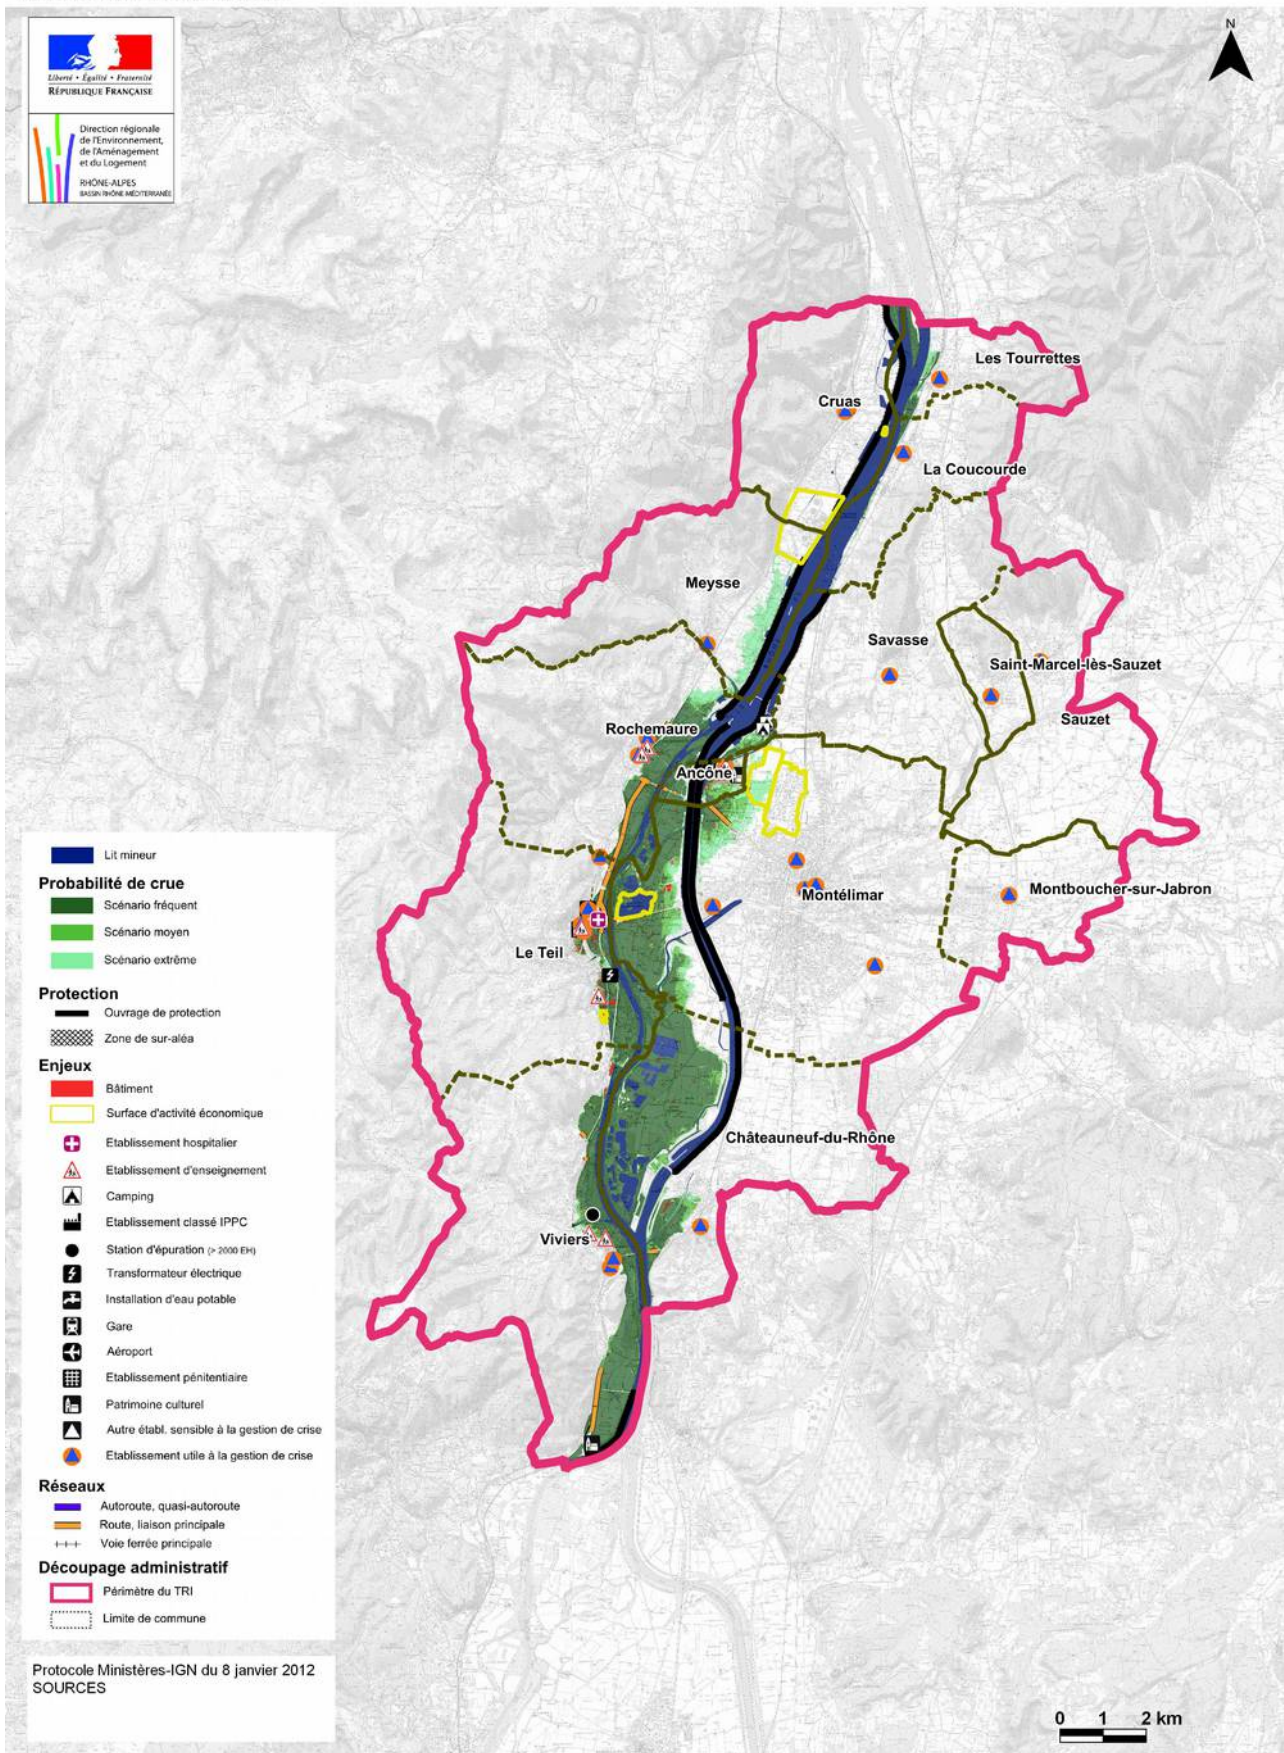 Liberté • Égalité • Fraternité
RÉPUBLIQUE FRANÇAISE
Direction régionale
de l'Environnement,
de l'Aménagement
et du Logement
RHÔNE-ALPES
BASSIN RHÔNE-MÉDITERRANÉE
N
Les Tourrettes
Cruas
La Coucourde
Meysse
Savasse
Saint-Marcel-lès-Sauzet
Sauzet
Rochemaure
Ancône
Montélimar
Montboucher-sur-Jabron
Le Teil
Châteauneuf-du-Rhône
Viviers
Lit mineur
Probabilité de crue
Scénario fréquent
Scénario moyen
Scénario extrême
Protection
Ouvrage de protection
Zone de sur-aléa
Enjeux
Bâtiment
Surface d'activité économique
Etablissement hospitalier
Etablissement d'enseignement
Camping
Etablissement classé IPPC
Station d'épuration (> 2000 EH)
Transformateur électrique
Installation d'eau potable
Gare
Aéroport
Etablissement pénitentiaire
Patrimoine culturel
Autre établ. sensible à la gestion de crise
Etablissement utile à la gestion de crise
Réseaux
Autoroute, quasi-autoroute
Route, liaison principale
Voie ferrée principale
Découpage administratif
Périmètre du TRI
Limite de commune
Protocole Ministères-IGN du 8 janvier 2012
SOURCES
0 1 2 km